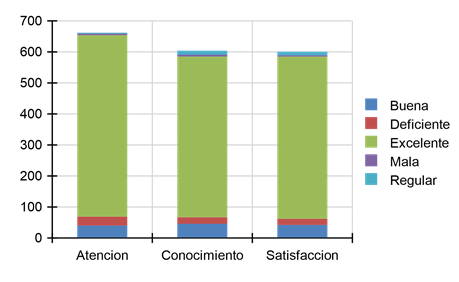 700
600
500
400
300
200
100
0
Atencion Conocimiento Satisfaccion
Buena
Deficiente
Excelente
Mala
Regular